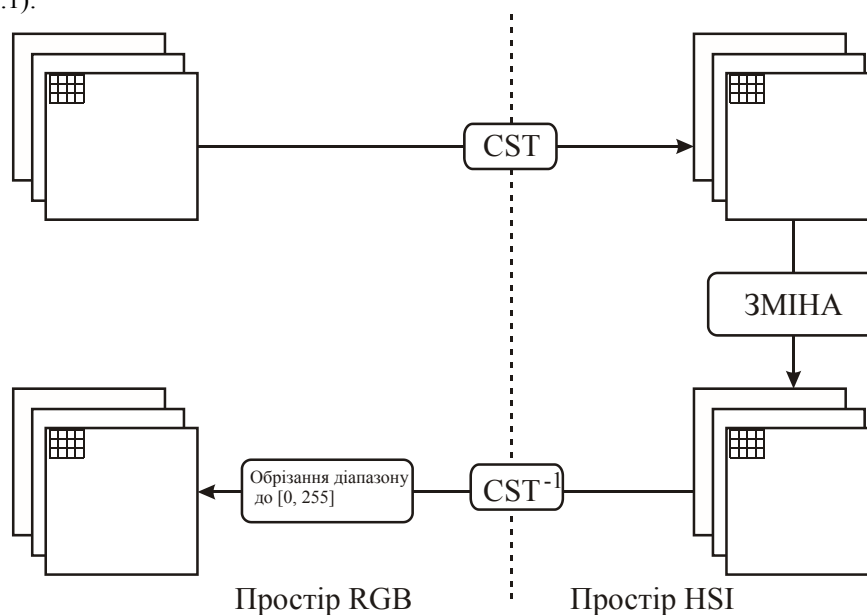 .1).
CST
ЗМІНА
Обрізання діапазону
до [0, 255]
CST-1
Простір RGB
Простір HSI